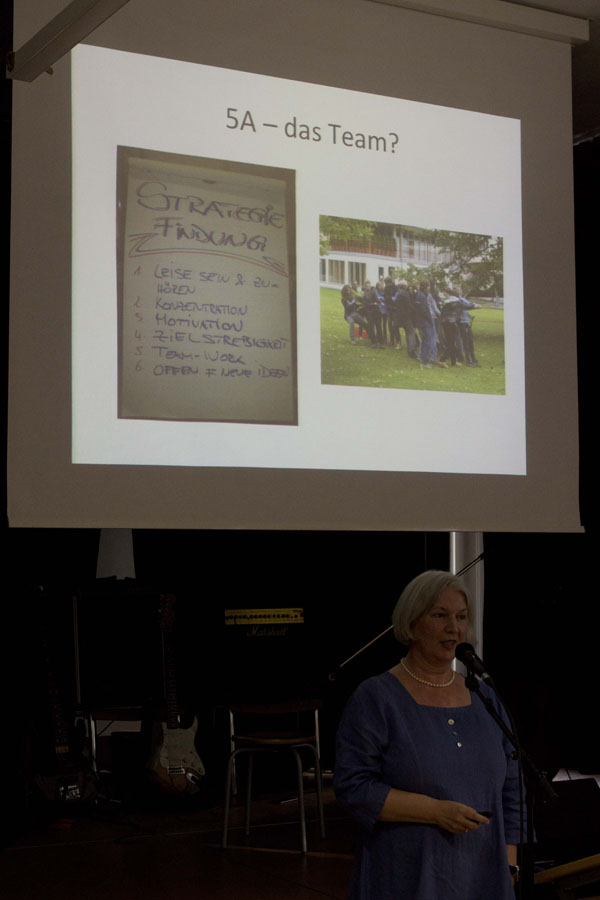 5A – das Team?
STRATEGIE
FINDUNG
1 LEISE SEIN & ZU-
HÖREN
2. KONZENTRATION
3 MOTIVATION
4. ZIELSTREBIGKEIT
5 TEAM-WORK
6 OFFEN F NEUE IDEEN
Marshall